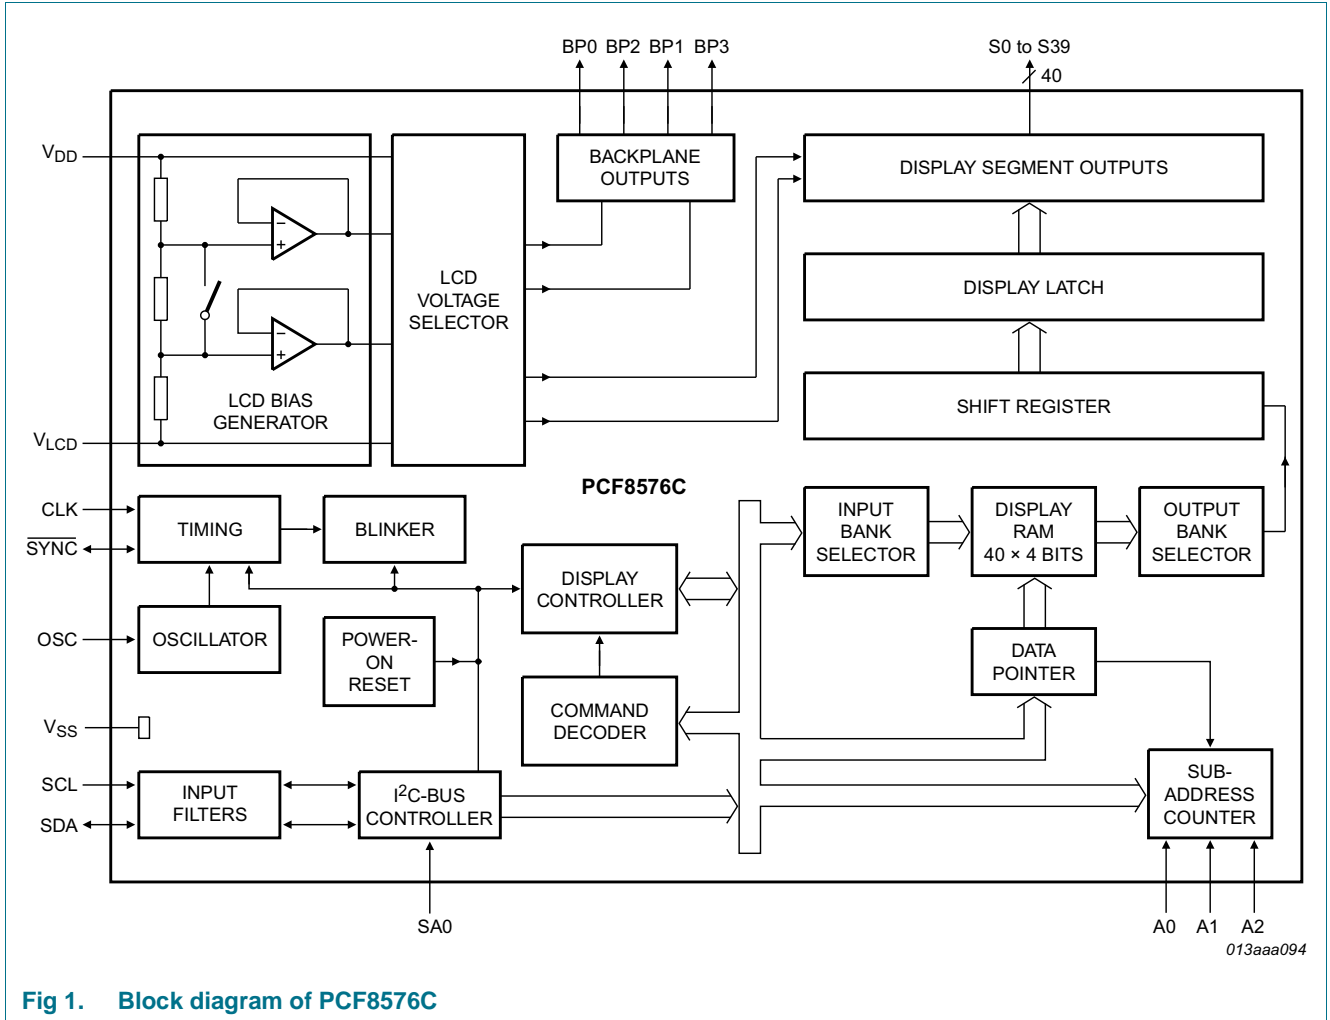 BP0 BP2 BP1 BP3
S0 to S39
40
VDD
BACKPLANE
OUTPUTS
DISPLAY SEGMENT OUTPUTS
−
+
LCD
VOLTAGE
SELECTOR
DISPLAY LATCH
−
+
LCD BIAS
GENERATOR
SHIFT REGISTER
VLCD
PCF8576C
CLK
SYNC
TIMING
BLINKER
INPUT
BANK
SELECTOR
DISPLAY
RAM
40 × 4 BITS
OUTPUT
BANK
SELECTOR
DISPLAY
CONTROLLER
OSC
OSCILLATOR
POWER-
ON
RESET
DATA
POINTER
COMMAND
DECODER
VSS
SCL
SDA
INPUT
FILTERS
I2C-BUS
CONTROLLER
SUB-
ADDRESS
COUNTER
SA0
A0 A1 A2
013aaa094
Fig 1. Block diagram of PCF8576C